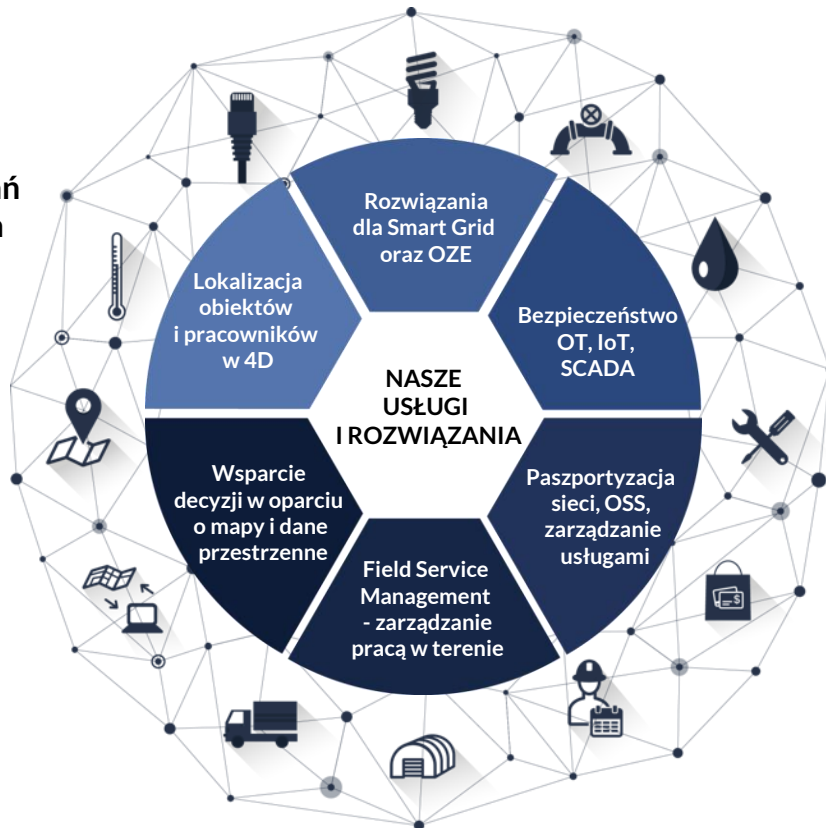 Rozwiązania
dla Smart Grid
oraz OZE
Bezpieczeństwo
OT, IoT,
SCADA
Paszportyzacja
sieci, OSS,
zarządzanie
usługami
Field Service
Management
- zarządzanie
pracą w terenie
Wsparcie
decyzji w oparciu
o mapy i dane
przestrzenne
Lokalizacja
obiektów
i pracowników
w 4D
NASZE
USŁUGI
I ROZWIĄZANIA